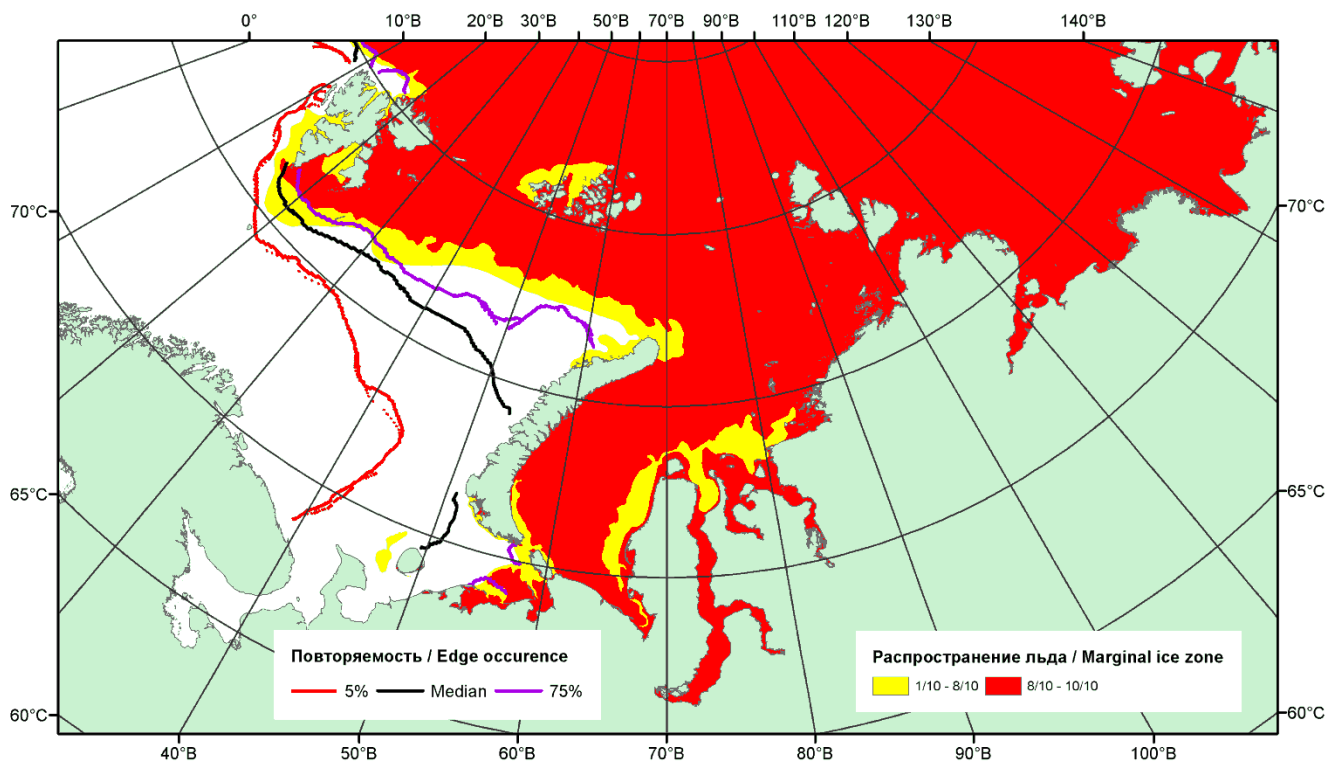 0° 10°В 20°В 30°В 50°В 70°В 90°В 110°В 120°В 130°В 140°В
70°С 70°С
65°С 65°С
60°С 60°С
Повторяемость / Edge occurence
5% Median 75%
Распространение льда / Marginal ice zone
1/10 - 8/10 8/10 - 10/10
40°В 50°В 60°В 70°В 80°В 90°В 100°В